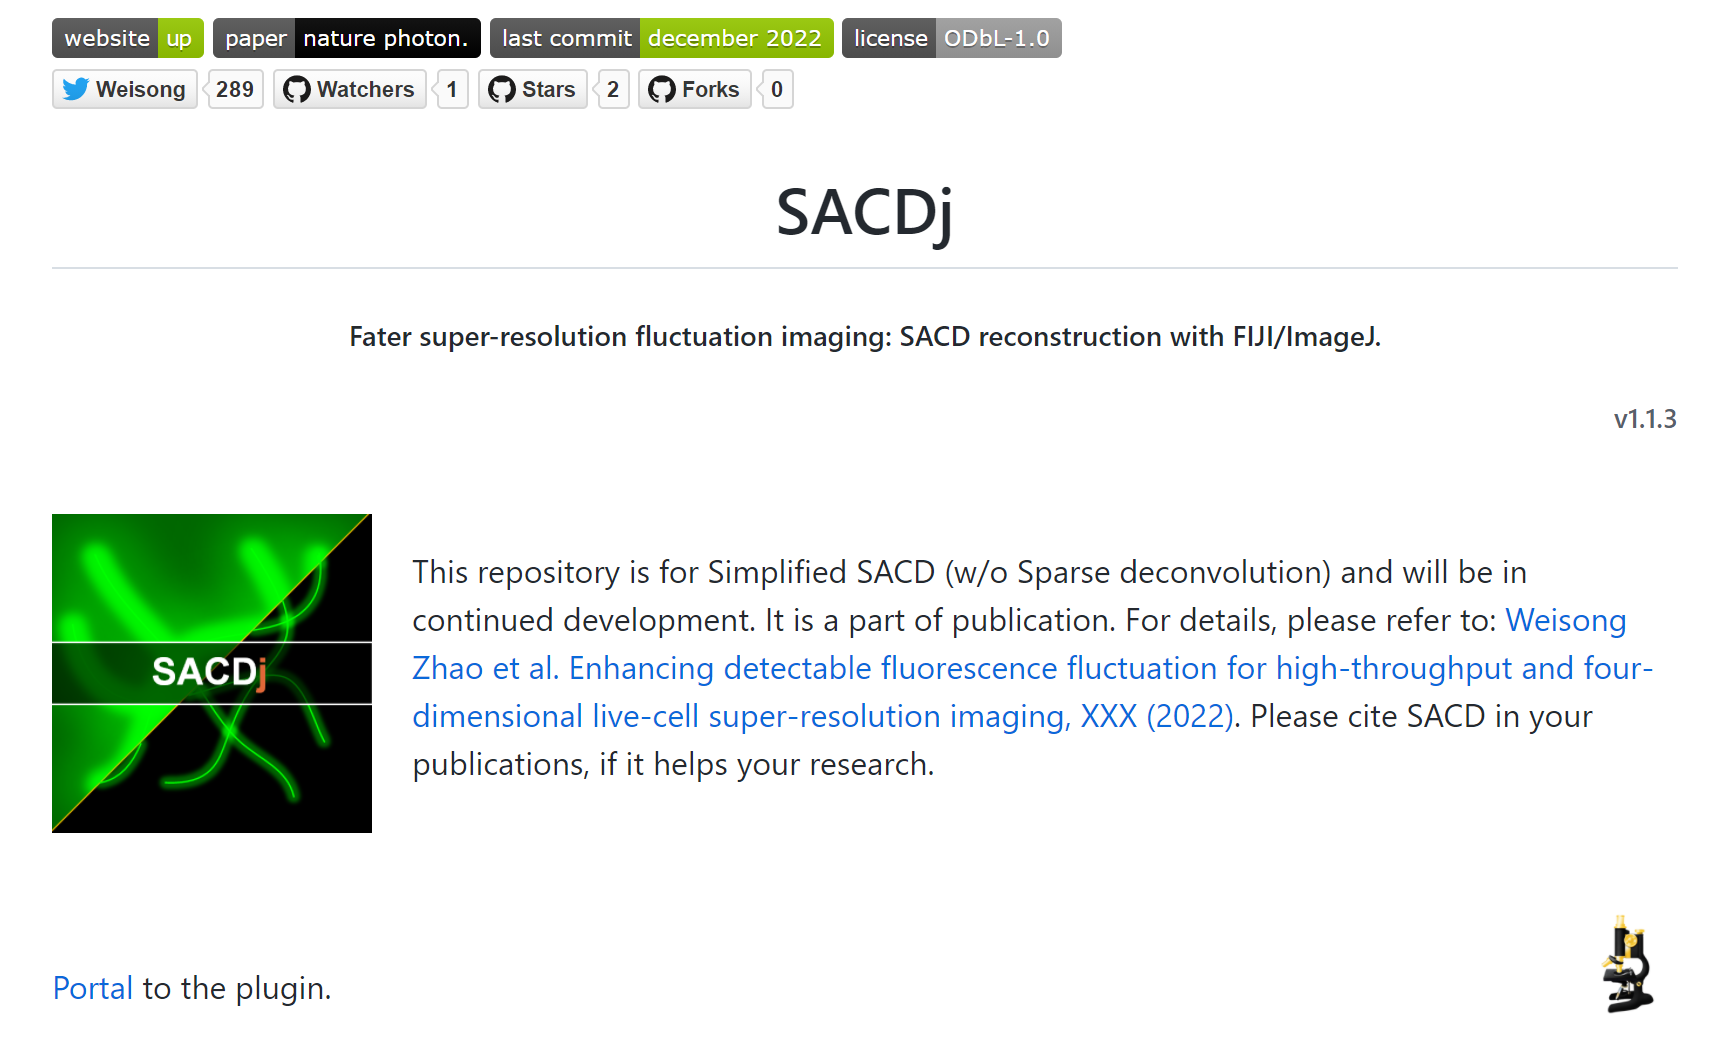 website up paper nature photon. last commit december 2022 license ODbL-1.0
Weisong 289 Watchers 1 Stars 2 Forks 0
SACDj
Fater super-resolution fluctuation imaging: SACD reconstruction with FIJI/ImageJ.
v1.1.3
SACDj
This repository is for Simplified SACD (w/o Sparse deconvolution) and will be in
continued development. It is a part of publication. For details, please refer to: Weisong
Zhao et al. Enhancing detectable fluorescence fluctuation for high-throughput and four-
dimensional live-cell super-resolution imaging, XXX (2022). Please cite SACD in your
publications, if it helps your research.
Portal to the plugin.